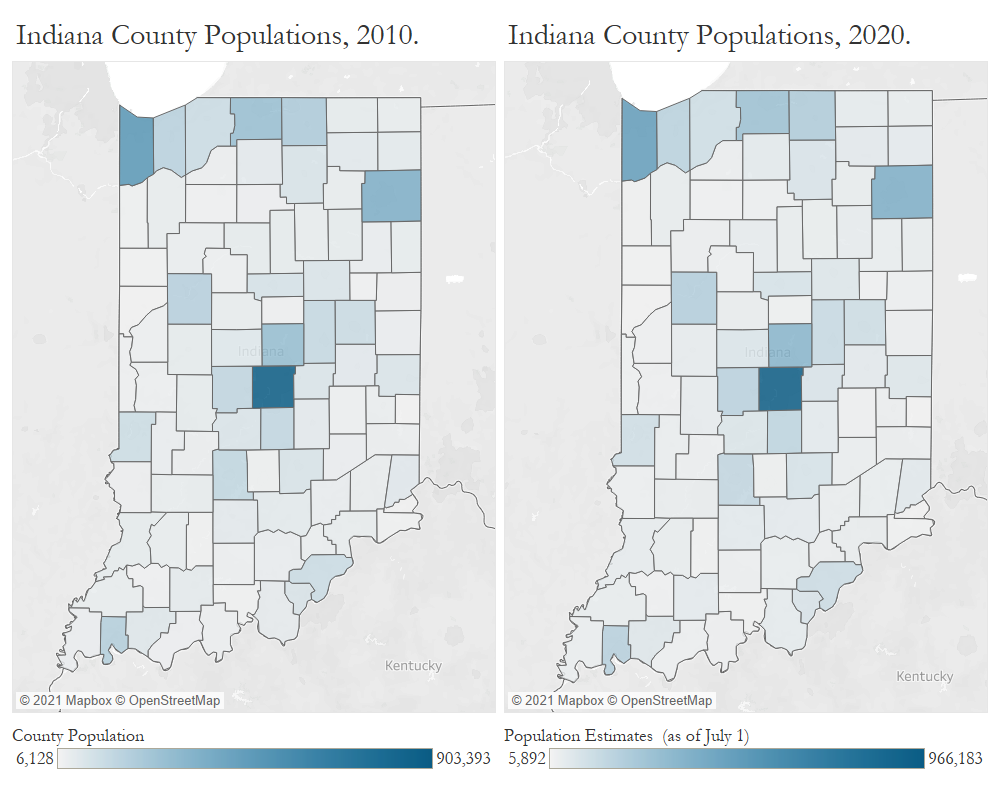 Indiana County Populations, 2010.
Indiana County Populations, 2020.
Indiana
Kentucky
© 2021 Mapbox © OpenStreetMap
Indiana
Kentucky
© 2021 Mapbox © OpenStreetMap
County Population
6,128 903,393
Population Estimates (as of July 1)
5,892 966,183